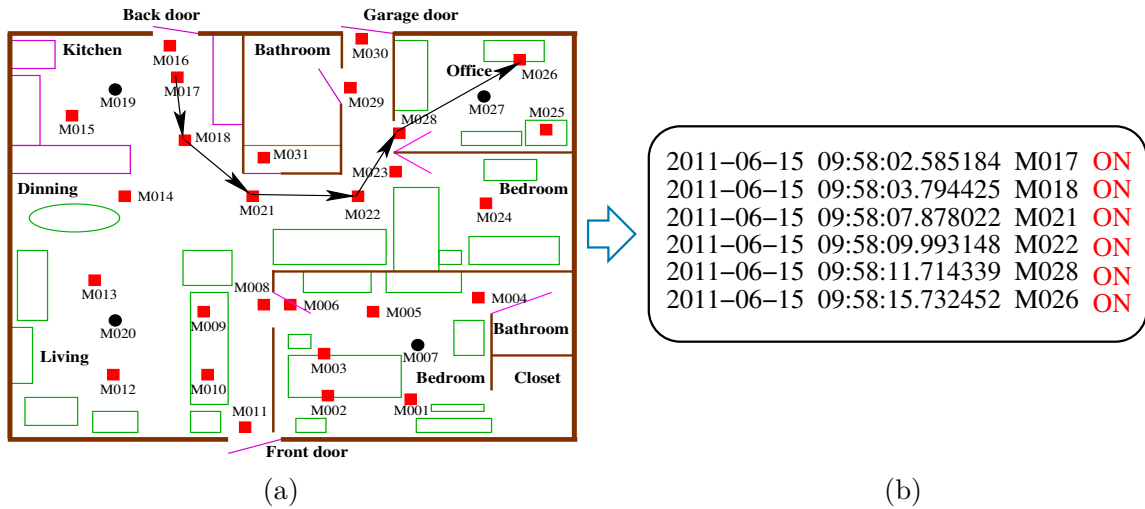 Back door
Garage door
Kitchen
M016
Bathroom
M030
Office
M026
M017
M019
M029
M027
M025
M015
M028
M018
M031
M023
Dinning
M014
M021
M022
Bedroom
M024
M013
M008
M006
M005
M004
M009
M020
Bathroom
Living
M003
M007
M012
M010
Bedroom
Closet
M002
M001
M011
Front door
(a)
2011-06-15 09:58:02.585184 M017 ON
2011-06-15 09:58:03.794425 M018 ON
2011-06-15 09:58:07.878022 M021 ON
2011-06-15 09:58:09.993148 M022 ON
2011-06-15 09:58:11.714339 M028 ON
2011-06-15 09:58:15.732452 M026 ON
(b)